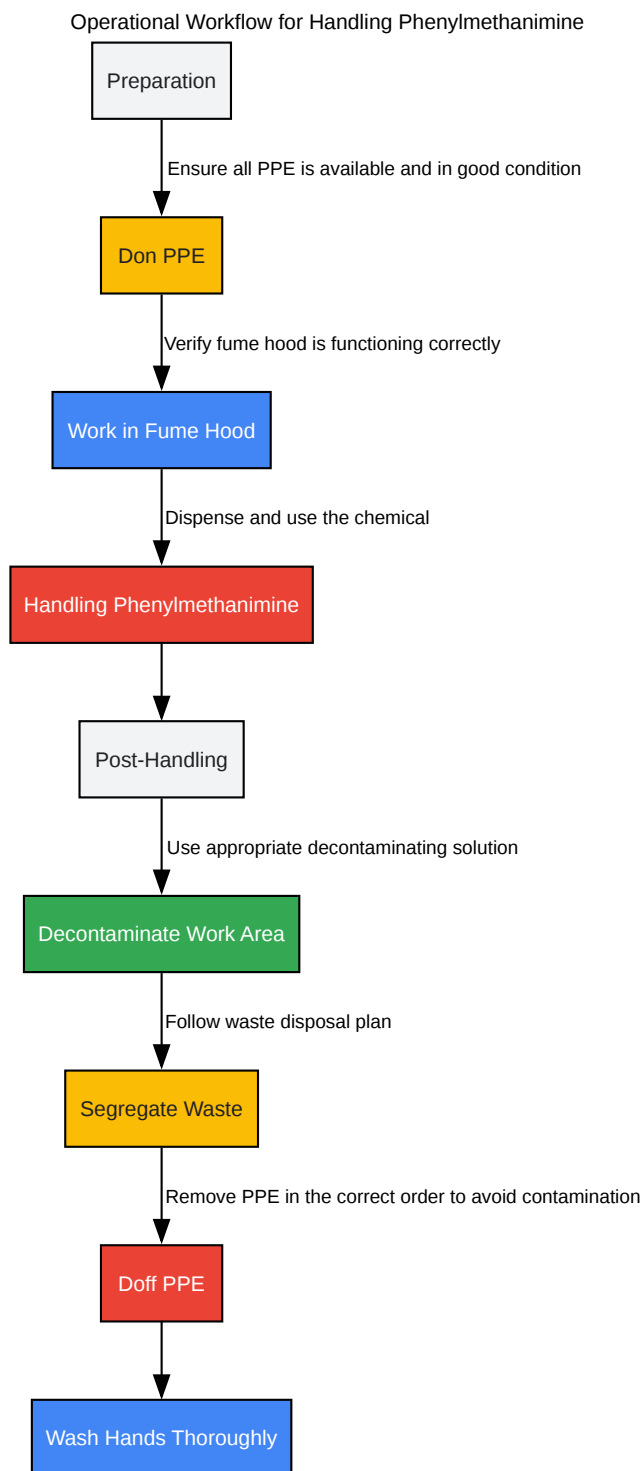 Operational Workflow for Handling Phenylmethanimine
Preparation
Ensure all PPE is available and in good condition
Don PPE
Verify fume hood is functioning correctly
Work in Fume Hood
Dispense and use the chemical
Handling Phenylmethanimine
Post-Handling
Use appropriate decontaminating solution
Decontaminate Work Area
Follow waste disposal plan
Segregate Waste
Remove PPE in the correct order to avoid contamination
Doff PPE
Wash Hands Thoroughly